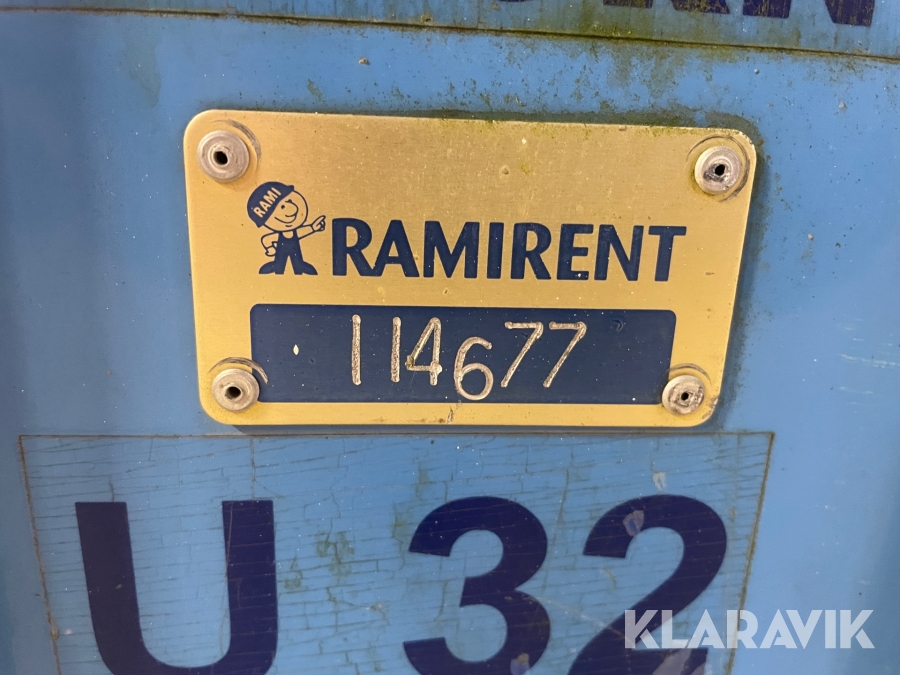 RAMI
RAMIRENT
114677
U 32
KLARAVIK